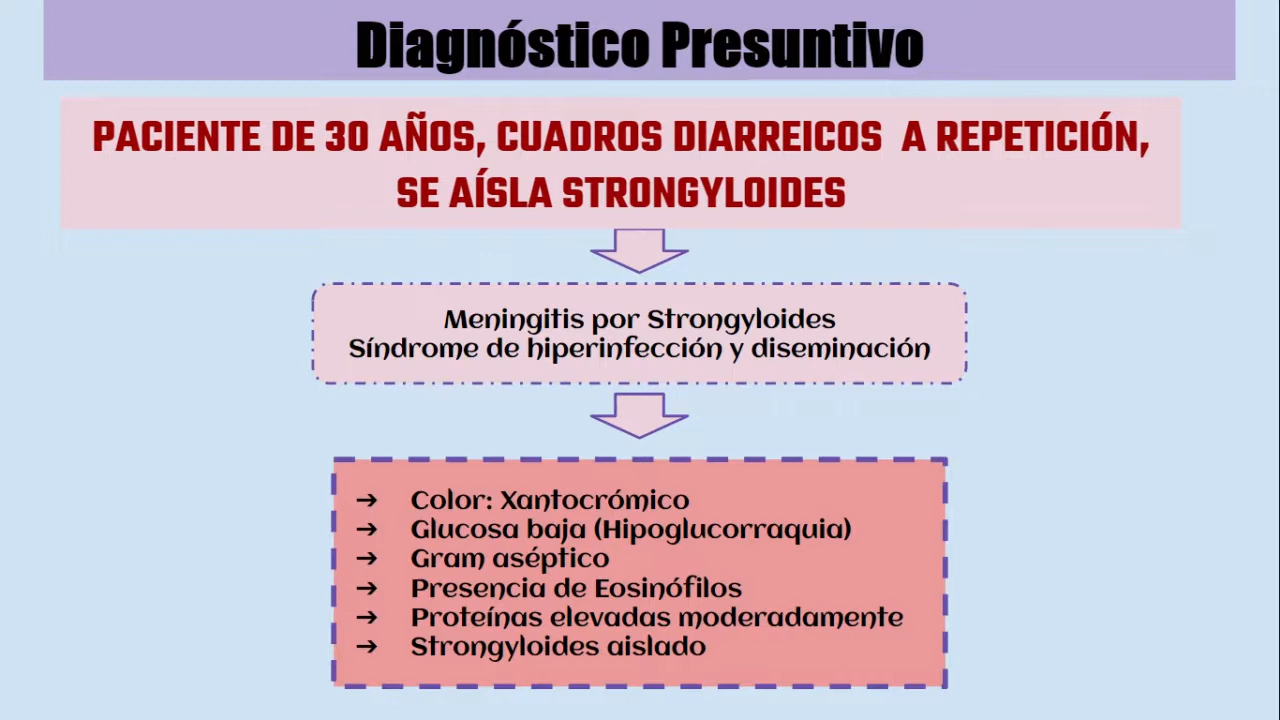 Diagnóstico Presuntivo
PACIENTE DE 30 AÑOS, CUADROS DIARREICOS A REPETICIÓN,
SE AÍSLA STRONGYLOIDES
Meningitis por Strongyloides
Síndrome de hiperinfección y diseminación
➔ Color: Xantocrómico
➔ Glucosa baja (Hipoglucorraquia)
➔ Gram aséptico
➔ Presencia de Eosinófilos
➔ Proteínas elevadas moderadamente
➔ Strongyloides aislado